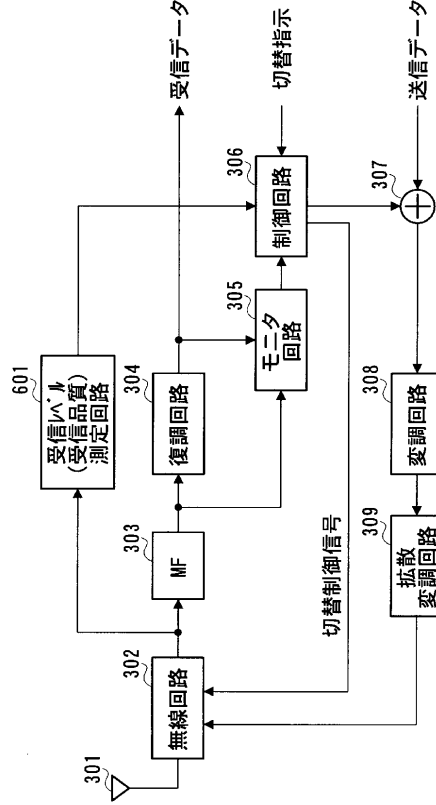 301
302
無線回路
303
MF
304
復調回路
受信データ
601
受信レベル
(受信品質)
測定回路
305
モニタ
回路
306
制御回路
切替指示
切替制御信号
307
送信データ
308
変調回路
309
拡散
変調回路